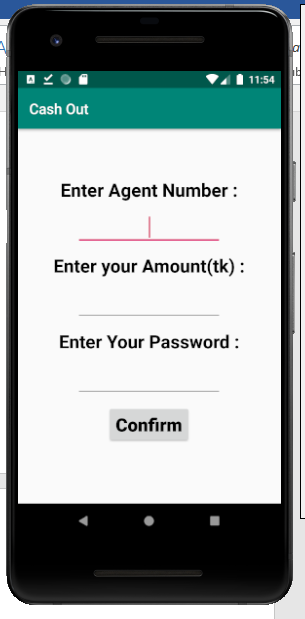 11:54
Cash Out
Enter Agent Number :
Enter your Amount(tk) :
Enter Your Password :
Confirm